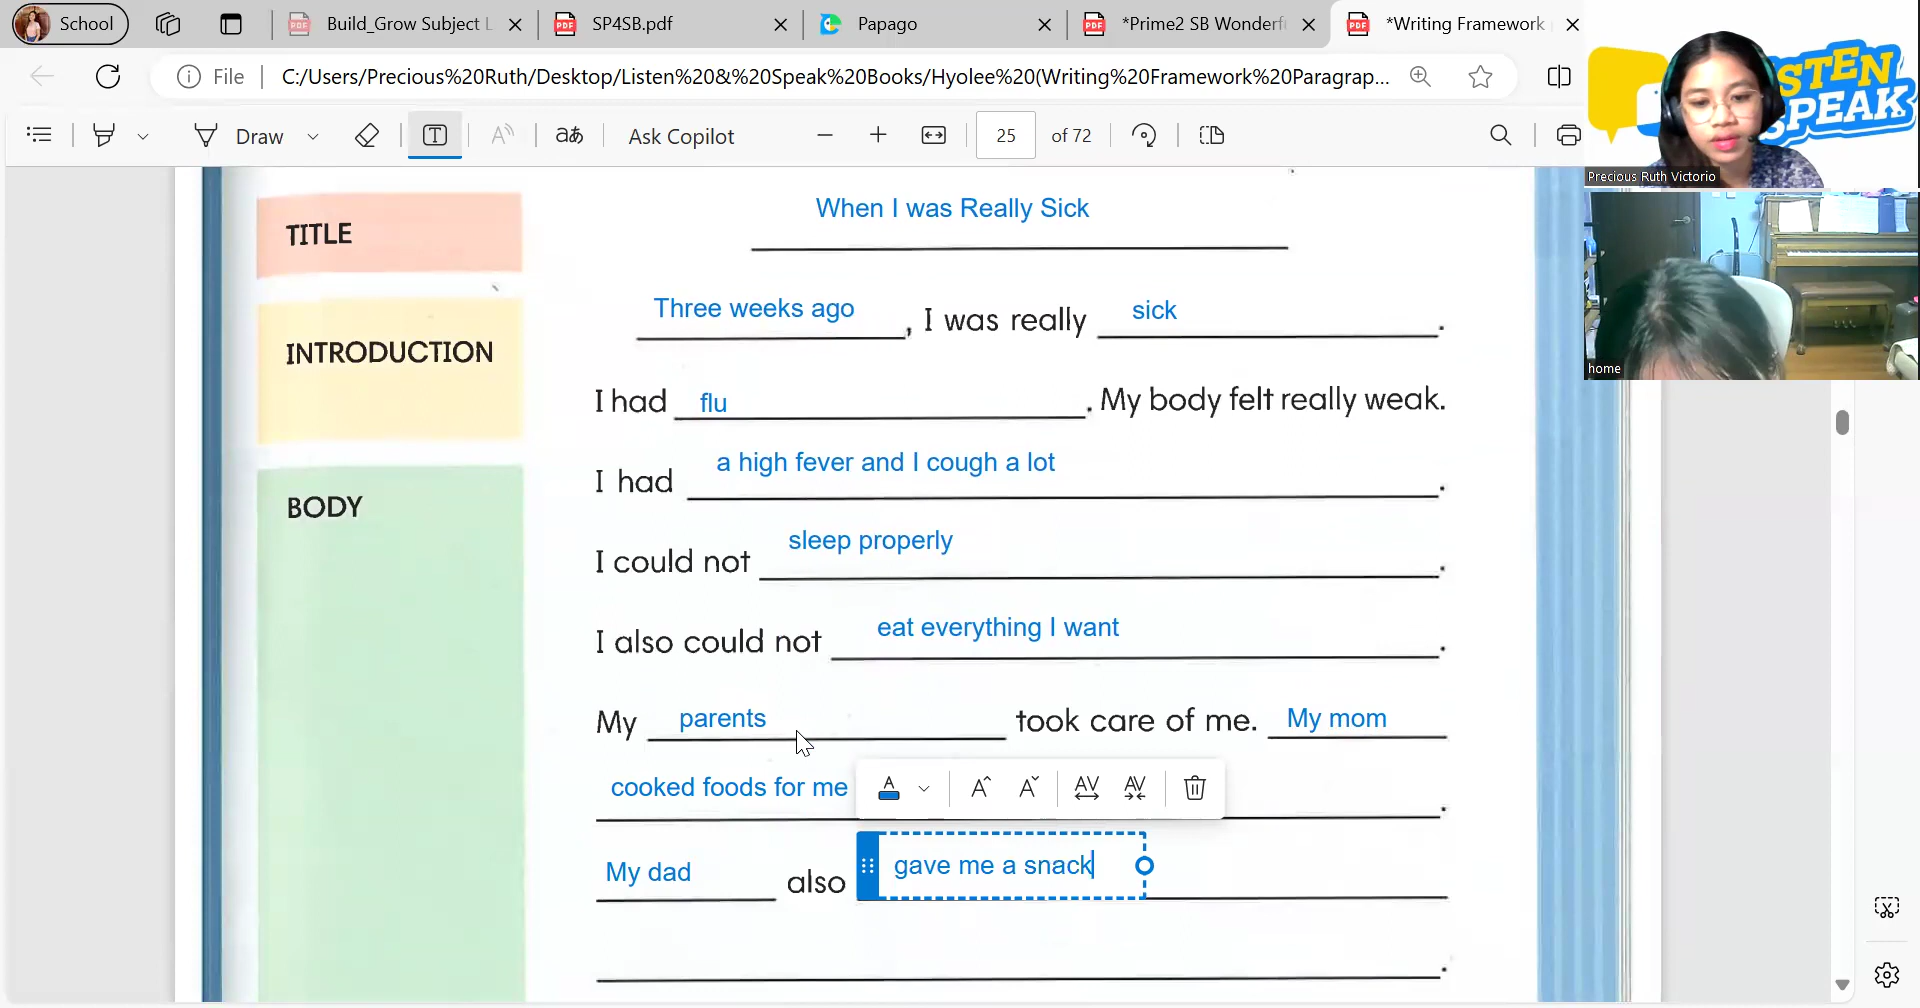 School
Build_Grow Subject L
SP4SB.pdf
Papago
*Prime2 SB Wonderf
*Writing Framework
File
C:/Users/Precious%20Ruth/Desktop/Listen%20&%20Speak%20Books/Hyolee%20(Writing%20Framework%20Paragrap...
Draw
Ask Copilot
25 of 72
STEN
SPEAK
Precious Ruth Victorio
home
TITLE
When I was Really Sick
INTRODUCTION
Three weeks ago, I was really sick.
I had flu. My body felt really weak.
BODY
I had a high fever and I cough a lot.
I could not sleep properly.
I also could not eat everything I want.
My parents took care of me. My mom
cooked foods for me.
My dad also gave me a snack